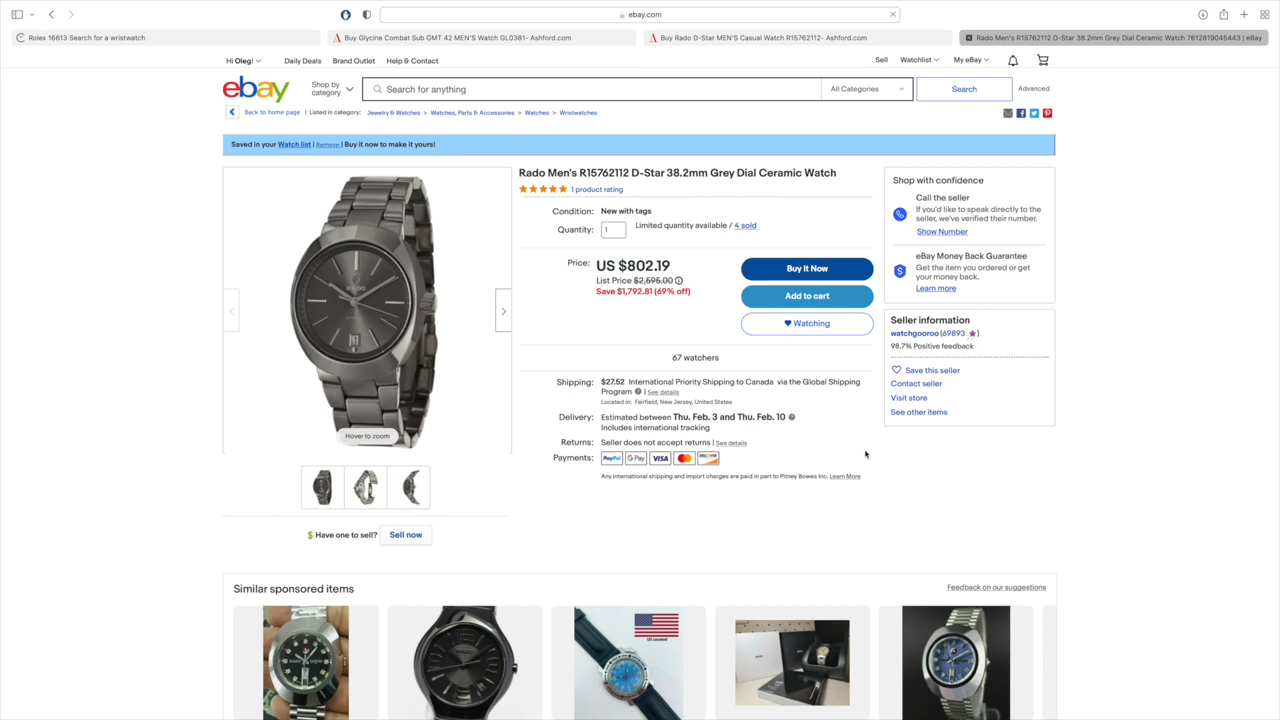 ebay.com
Rolex 16613 Search for a wristwatch
Buy Glycine Combat Sub GMT 42 MEN'S Watch GL0381- Ashford.com
Buy Rado D-Star MEN'S Casual Watch R15762112- Ashford.com
Rado Men's R15762112 D-Star 38.2mm Grey Dial Ceramic Watch 7612819045443 | eBay
Hi Oleg!
Daily Deals
Brand Outlet
Help & Contact
Sell
Watchlist
My eBay
ebay
Shop by category
Search for anything
All Categories
Search
Advanced
Back to home page | Listed in category: Jewelry & Watches > Watches, Parts & Accessories > Watches > Wristwatches
Saved in your Watch list | Remove | Buy it now to make it yours!
Rado Men's R15762112 D-Star 38.2mm Grey Dial Ceramic Watch
1 product rating
Condition: New with tags
Quantity: 1 Limited quantity available / 4 sold
Price: US $802.19
List Price $2,595.00
Save $1,792.81 (69% off)
Buy It Now
Add to cart
Watching
67 watchers
Shipping: $27.52 International Priority Shipping to Canada via the Global Shipping
Program | See details
Located in: Fairfield, New Jersey, United States
Delivery: Estimated between Thu. Feb. 3 and Thu. Feb. 10
Includes international tracking
Returns: Seller does not accept returns | See details
Payments: PayPal G Pay VISA DISCOVER
Any international shipping and import charges are paid in part to Pitney Bowes Inc. Learn More
RADO
Hover to zoom
Have one to sell? Sell now
Shop with confidence
Call the seller
If you'd like to speak directly to the
seller, we've verified their number.
Show Number
eBay Money Back Guarantee
Get the item you ordered or get
your money back.
Learn more
Seller information
watchgooroo (69893)
98.7% Positive feedback
Save this seller
Contact seller
Visit store
See other items
Similar sponsored items
Feedback on our suggestions
RADO
US Located